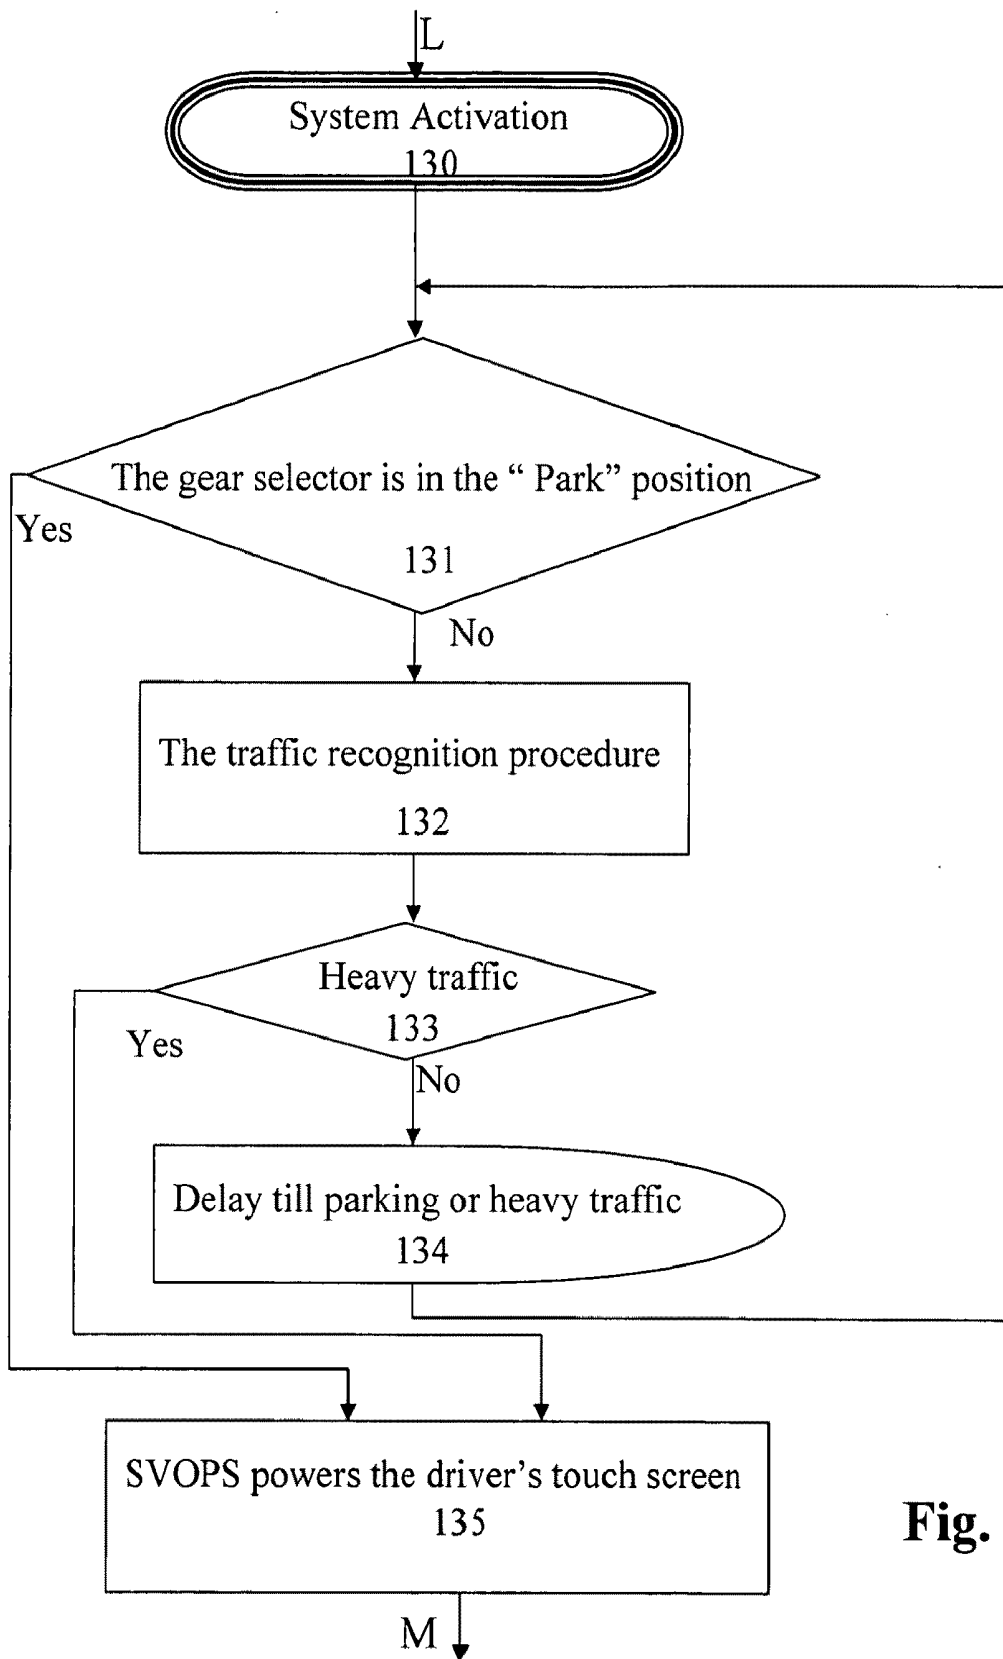 L
System Activation
130
The gear selector is in the “ Park” position
Yes
131
No
The traffic recognition procedure
132
Heavy traffic
133
Yes
No
Delay till parking or heavy traffic
134
SVOPS powers the driver’s touch screen
135
Fig.
M